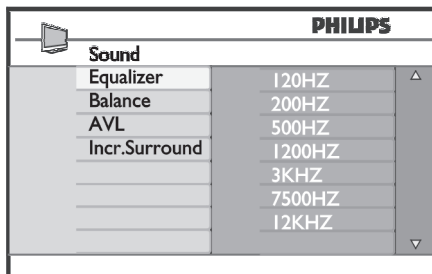 PHILIPS
Sound
Equalizer
Balance
AVL
Incr.Surround
120HZ
200HZ
500HZ
1200HZ
3KHZ
7500HZ
12KHZ